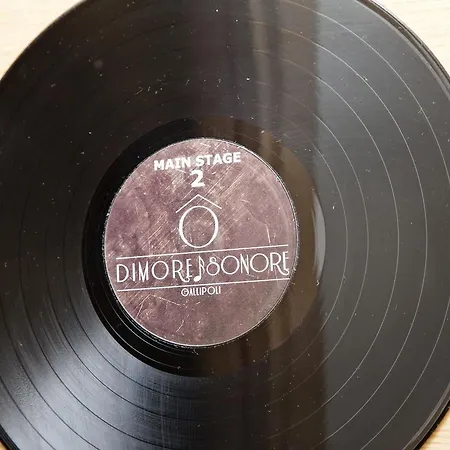 MAIN STAGE
2
Ô
DIMORE♪SONORE
GALLIPOLI